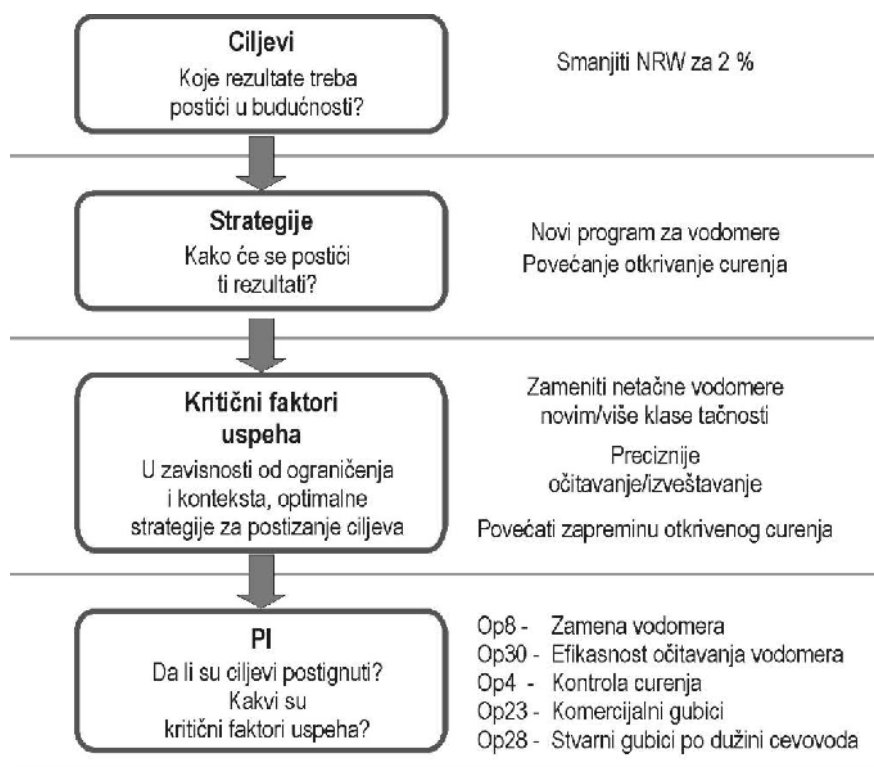 Ciljevi
Koje rezultate treba
postići u budućnosti?
Smanjiti NRW za 2 %
Strategije
Kako će se postići
ti rezultati?
Novi program za vodomere
Povećanje otkrivanje curenja
Kritični faktori
uspeha
U zavisnosti od ograničenja
i konteksta, optimalne
strategije za postizanje ciljeva
Zameniti netačne vodomere
novim/više klase tačnosti
Preciznije
očitavanje/izveštavanje
Povećati zapreminu otkrivenog curenja
PI
Da li su ciljevi postignuti?
Kakvi su
kritični faktori uspeha?
Op8 - Zamena vodomera
Op30 - Efikasnost očitavanja vodomera
Op4 - Kontrola curenja
Op23 - Komercijalni gubici
Op28 - Stvarni gubici po dužini cevovoda